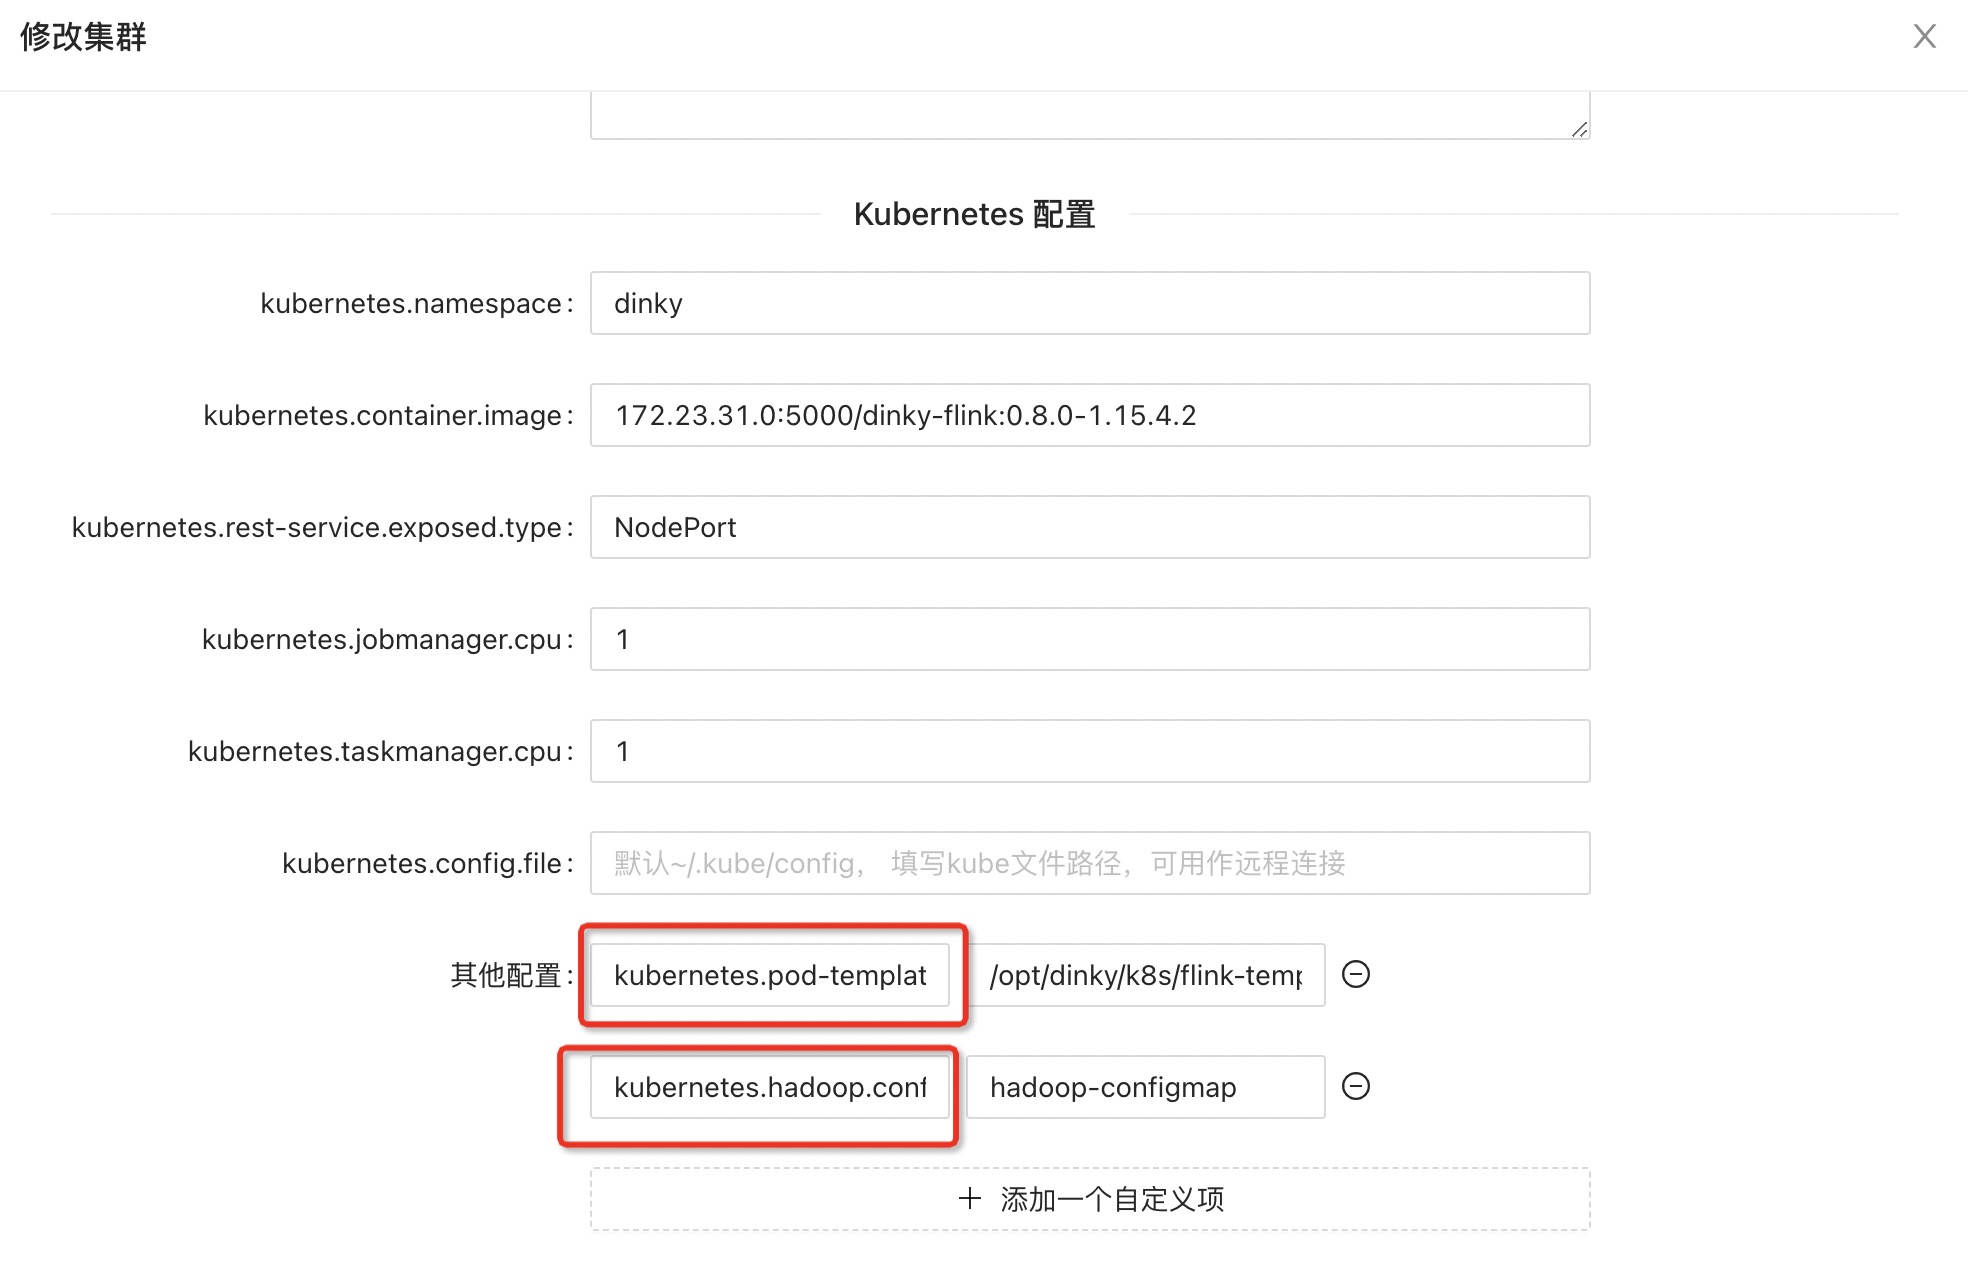 修改集群
Kubernetes 配置
kubernetes.namespace: dinky
kubernetes.container.image: 172.23.31.0:5000/dinky-flink:0.8.0-1.15.4.2
kubernetes.rest-service.exposed.type: NodePort
kubernetes.jobmanager.cpu: 1
kubernetes.taskmanager.cpu: 1
kubernetes.config.file: 默认~/.kube/config， 填写kube文件路径，可用作远程连接
其他配置: kubernetes.pod-templat /opt/dinky/k8s/flink-temp
kubernetes.hadoop.conf hadoop-configmap
+ 添加一个自定义项